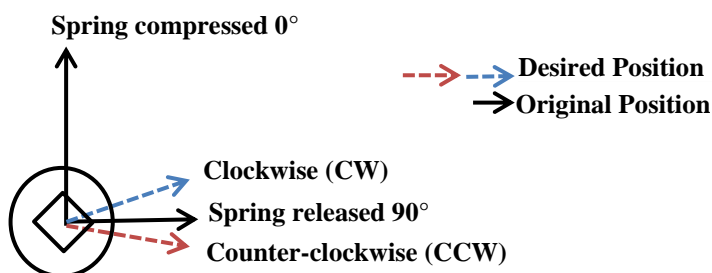 Spring compressed 0°
Desired Position
Original Position
Clockwise (CW)
Spring released 90°
Counter-clockwise (CCW)